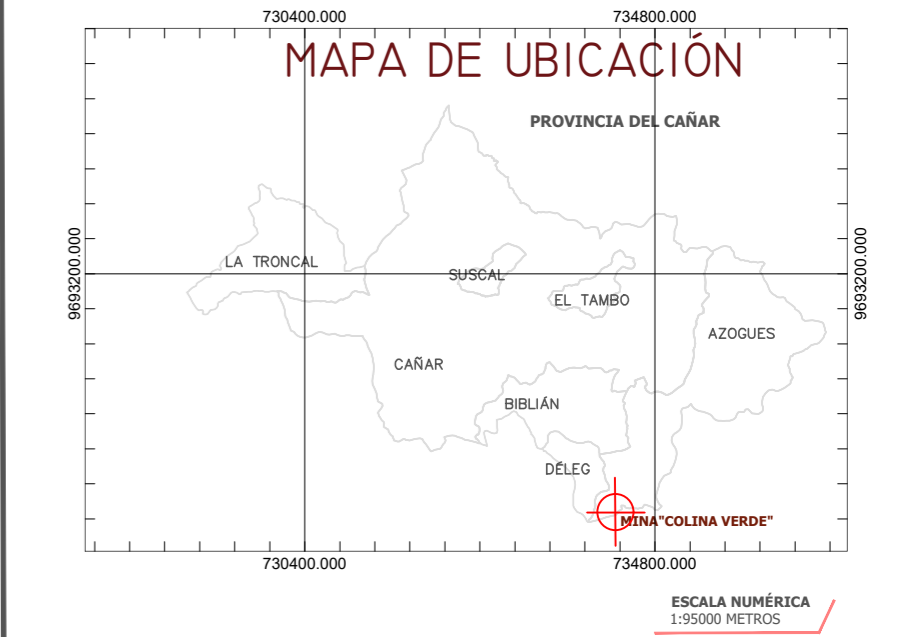 730400.000 734800.000
MAPA DE UBICACIÓN
PROVINCIA DEL CAÑAR
9693200.000
9693200.000
LA TRONCAL
SUSCAL
EL TAMBO
AZOGUES
CAÑAR
BIBLIÁN
DÉLEG
MINA"COLINA VERDE"
730400.000 734800.000
ESCALA NUMÉRICA
1:95000 METROS